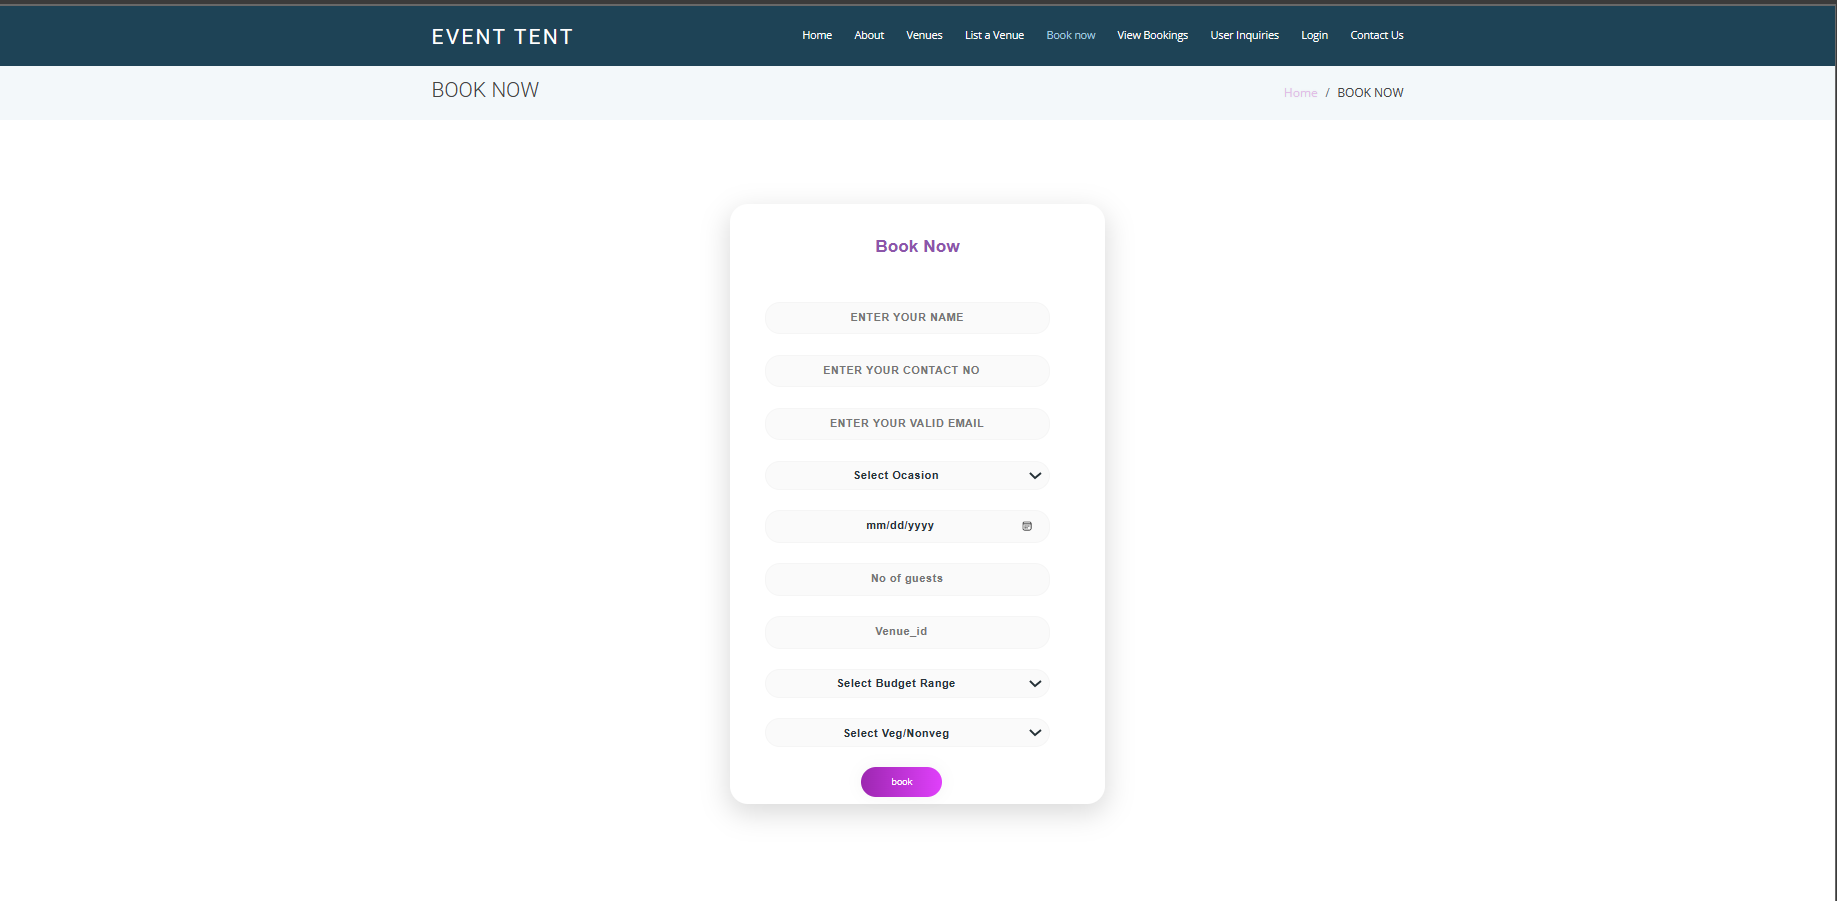 EVENT TENT
Home About Venues List a Venue Book now View Bookings User Inquiries Login Contact Us
BOOK NOW
Home / BOOK NOW
Book Now
ENTER YOUR NAME
ENTER YOUR CONTACT NO
ENTER YOUR VALID EMAIL
Select Ocasion
mm/dd/yyyy
No of guests
Venue_id
Select Budget Range
Select Veg/Nonveg
book